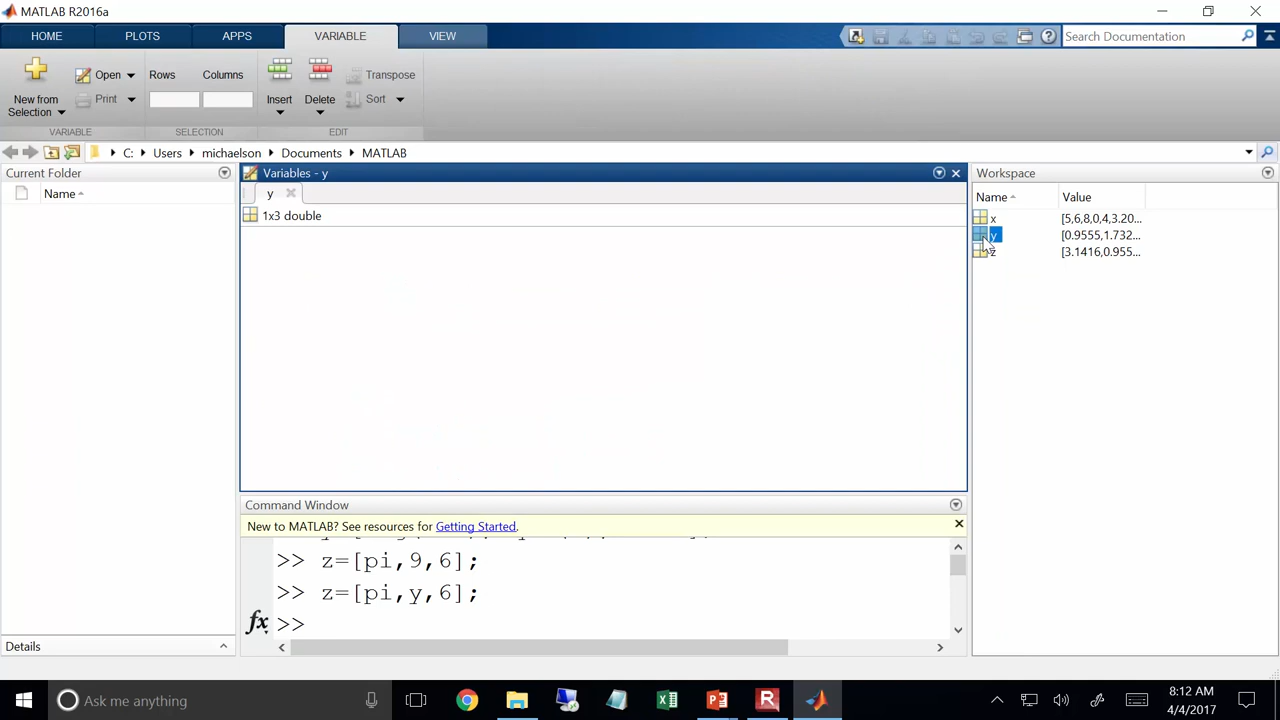 MATLAB R2016a
HOME PLOTS APPS VARIABLE VIEW Search Documentation
Open Rows Columns Transpose
New from Selection Print Insert Delete Sort
VARIABLE SELECTION EDIT
C: Users michaelson Documents MATLAB
Current Folder
Name
Variables - y
y
1x3 double
Workspace
Name Value
x [5,6,8,0,4,3.20...
y [0.9555,1.732...
z [3.1416,0.955...
Command Window
New to MATLAB? See resources for Getting Started.
>> z=[pi,9,6];
>> z=[pi,y,6];
fx >>
Details
Ask me anything
8:12 AM
4/4/2017